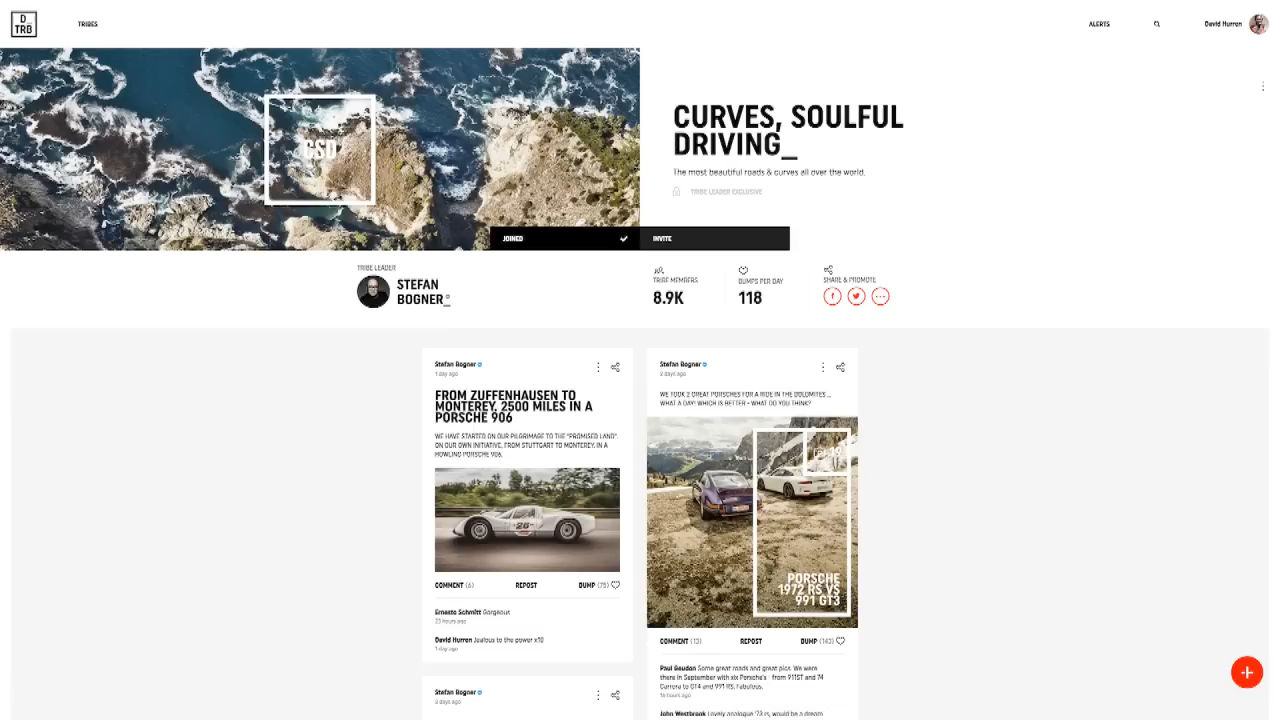 D_
TRB
TRIBES
ALERTS
David Hurren
CSD
CURVES, SOULFUL
DRIVING_
The most beautiful roads & curves all over the world.
TRIBE LEADER EXCLUSIVE
JOINED
INVITE
TRIBE LEADER
STEFAN
BOGNER_
TRIBE MEMBERS
8.9K
BUMPS PER DAY
118
SHARE & PROMOTE
Stefan Bogner
1 day ago
FROM ZUFFENHAUSEN TO
MONTEREY. 2500 MILES IN A
PORSCHE 906
WE HAVE STARTED ON OUR PILGRIMAGE TO THE "PROMISED LAND".
ON OUR OWN INITIATIVE, FROM STUTTGART TO MONTEREY. IN A
HOWLING PORSCHE 906.
26
COMMENT (6)
REPOST
BUMP (75)
Ernesto Schmitt Gorgeous
23 hours ago
David Hurren Jealous to the power x10
1 day ago
Stefan Bogner
3 days ago
Stefan Bogner
2 days ago
WE TOOK 2 GREAT PORSCHES FOR A RIDE IN THE DOLOMITES _
WHAT A DAY! WHICH IS BETTER - WHAT DO YOU THINK?
19
PORSCHE
1972 RS VS
991 GT3
COMMENT (13)
REPOST
BUMP (143)
Paul Goudon Some great roads and great pics. We were
there in September with six Porsche's - from 911ST and 74
Carrera to GT4 and 991 RS. Fabulous.
16 hours ago
John Westbrook Lovely analogue '73 rs, would be a dream